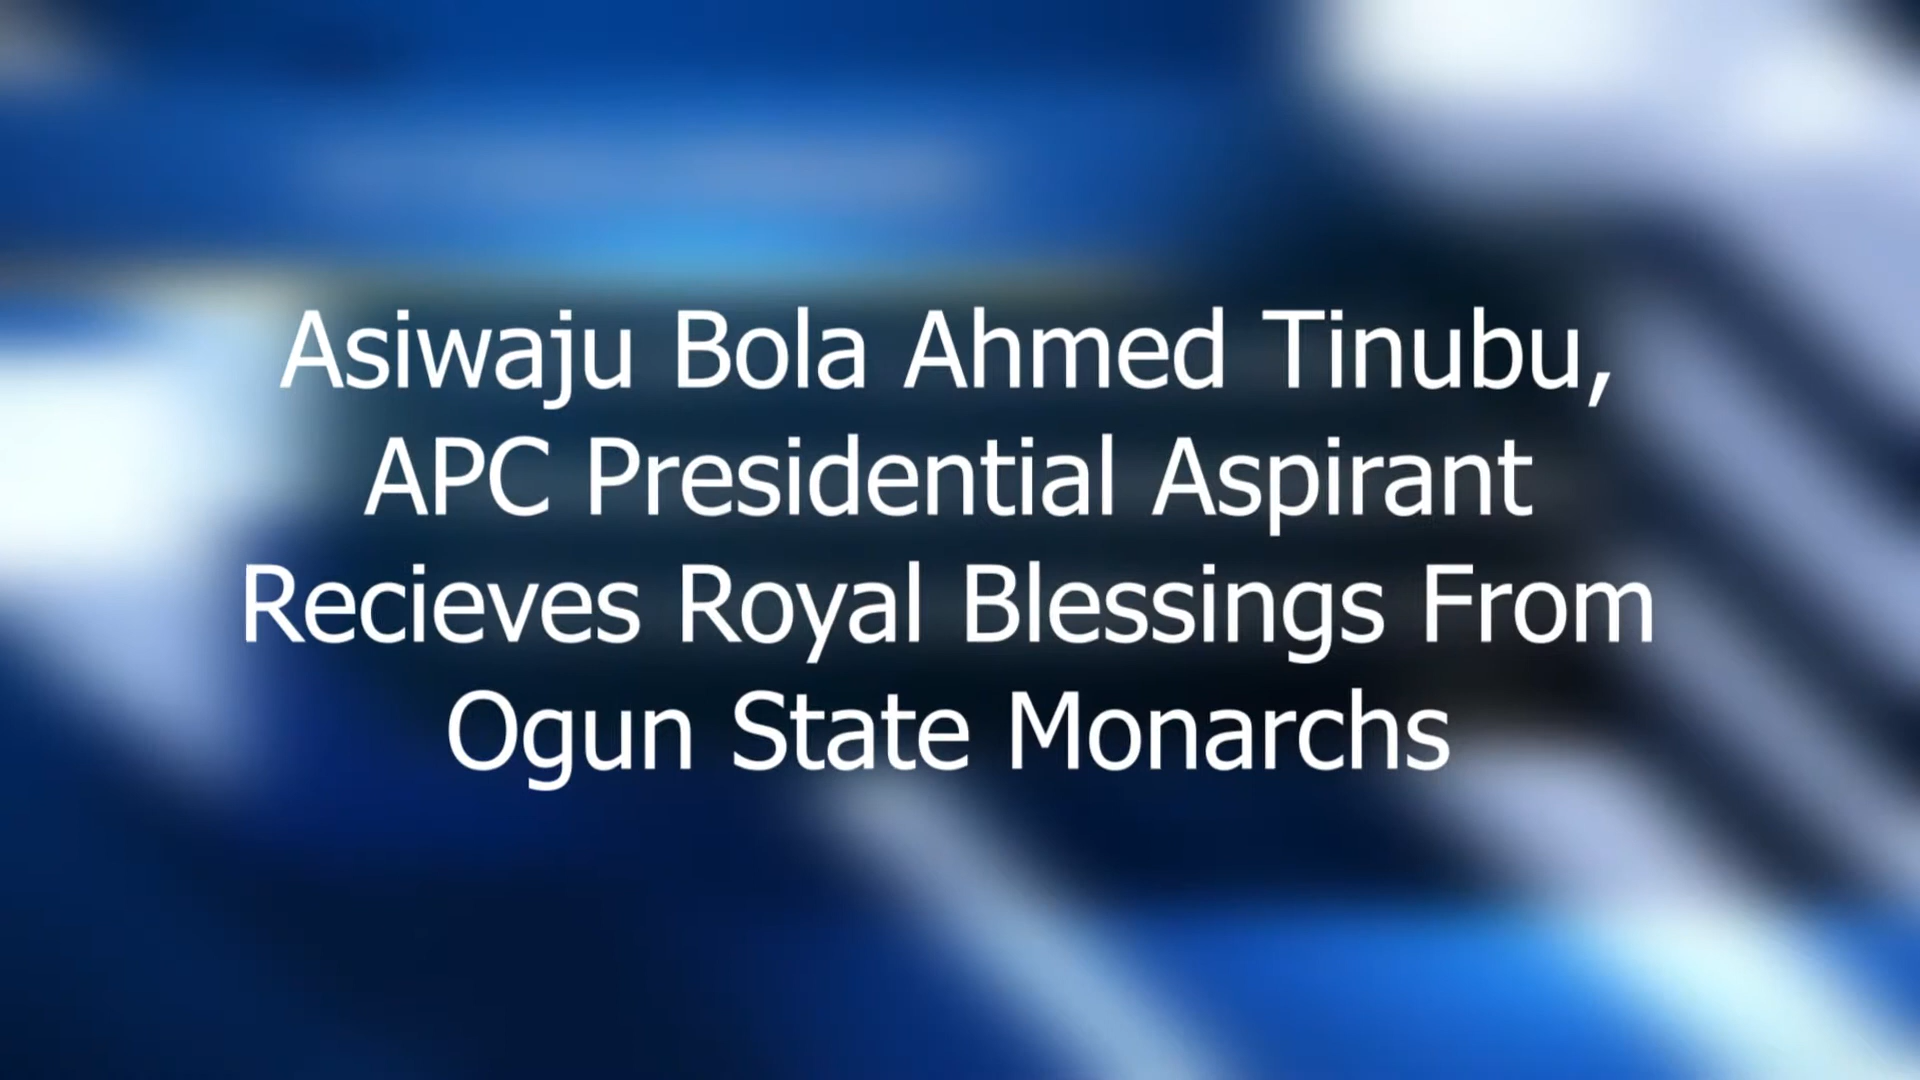 Asiwaju Bola Ahmed Tinubu,
APC Presidential Aspirant
Recieves Royal Blessings From
Ogun State Monarchs